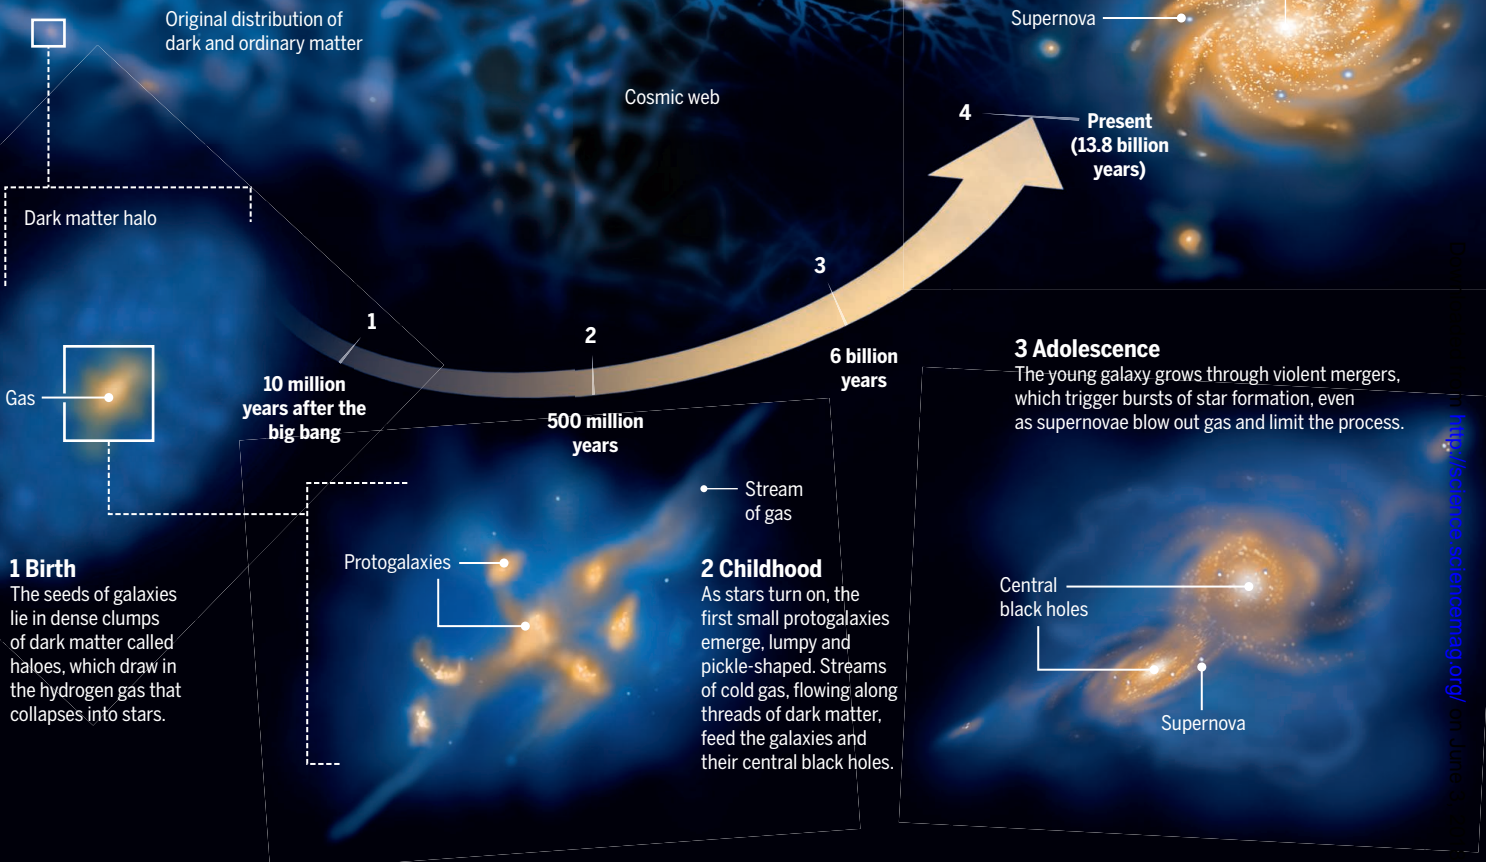 Original distribution of
dark and ordinary matter
Cosmic web
Supernova
4
Present
(13.8 billion
years)
Dark matter halo
Gas
1
10 million
years after the
big bang
2
500 million
years
3
6 billion
years
1 Birth
The seeds of galaxies
lie in dense clumps
of dark matter called
haloes, which draw in
the hydrogen gas that
collapses into stars.
Protogalaxies
Stream
of gas
2 Childhood
As stars turn on, the
first small protogalaxies
emerge, lumpy and
pickle-shaped. Streams
of cold gas, flowing along
threads of dark matter,
feed the galaxies and
their central black holes.
3 Adolescence
The young galaxy grows through violent mergers,
which trigger bursts of star formation, even
as supernovae blow out gas and limit the process.
Central
black holes
Supernova
http://science.sciencemag.org/